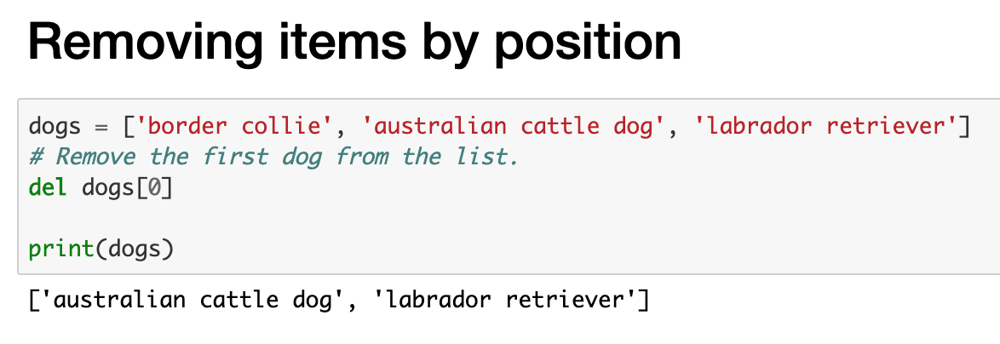 Removing items by position
dogs = ['border collie', 'australian cattle dog', 'labrador retriever']
# Remove the first dog from the list.
del dogs[0]
print(dogs)
['australian cattle dog', 'labrador retriever']